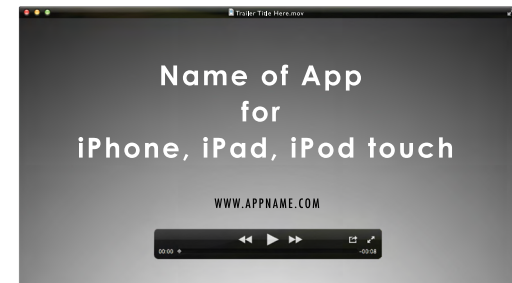 Trailer Title Here.mov
Name of App
for
iPhone, iPad, iPod touch
WWW.APPNAME.COM
00:00
-00:08